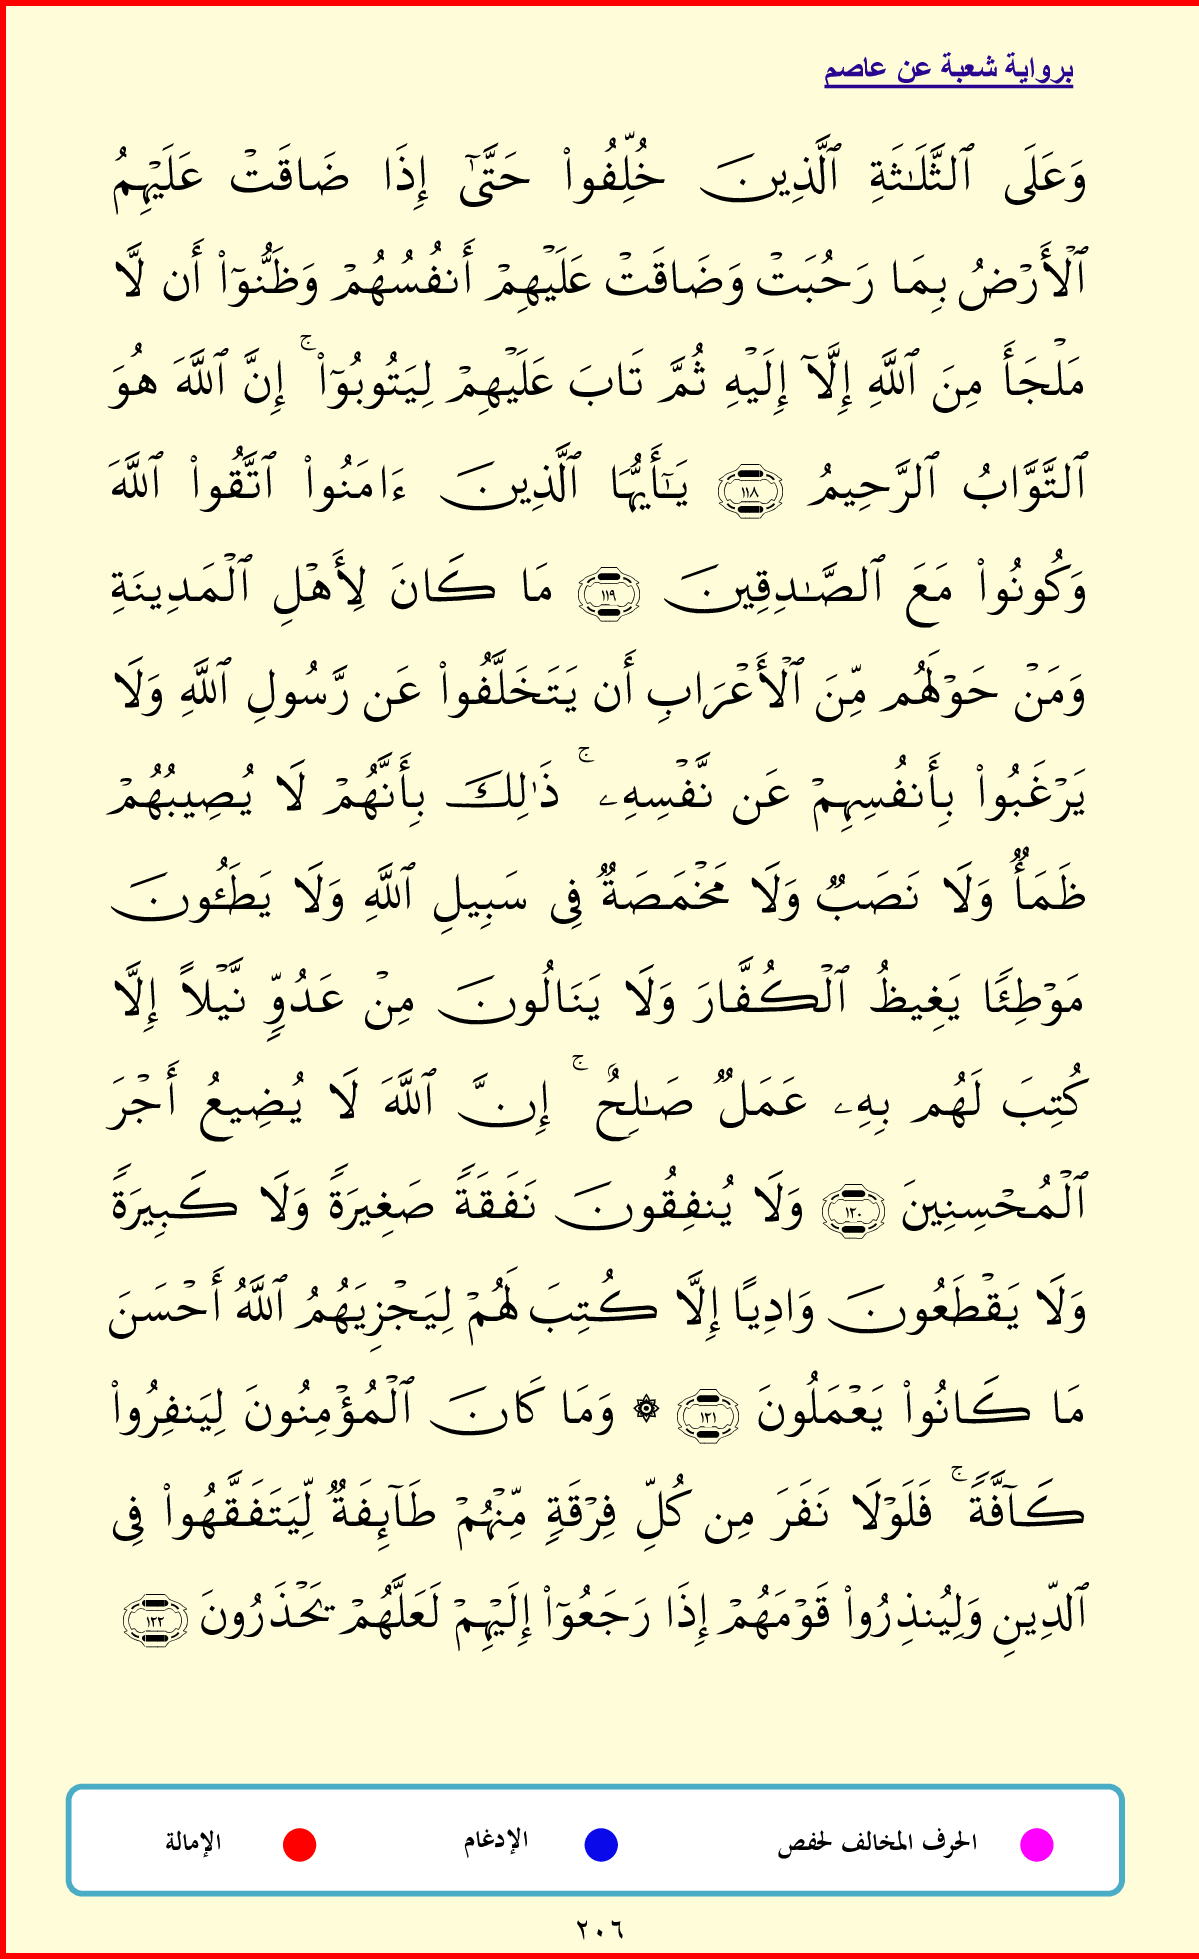 برواية شعبة عن عاصم
وَعَلَى ٱلثَّلَـٰثَةِ ٱلَّذِينَ خُلِّفُوا۟ حَتَّىٰٓ إِذَا ضَاقَتْ عَلَيْهِمُ
ٱلْأَرْضُ بِمَا رَحُبَتْ وَضَاقَتْ عَلَيْهِمْ أَنفُسُهُمْ وَظَنُّوٓا۟ أَن لَّا
مَلْجَأَ مِنَ ٱللَّهِ إِلَّآ إِلَيْهِ ثُمَّ تَابَ عَلَيْهِمْ لِيَتُوبُوٓا۟ ۚ إِنَّ ٱللَّهَ هُوَ
ٱلتَّوَّابُ ٱلرَّحِيمُ ١١٨ يَـٰٓأَيُّهَا ٱلَّذِينَ ءَامَنُوا۟ ٱتَّقُوا۟ ٱللَّهَ
وَكُونُوا۟ مَعَ ٱلصَّـٰدِقِينَ ١١٩ مَا كَانَ لِأَهْلِ ٱلْمَدِينَةِ
وَمَنْ حَوْلَهُم مِّنَ ٱلْأَعْرَابِ أَن يَتَخَلَّفُوا۟ عَن رَّسُولِ ٱللَّهِ وَلَا
يَرْغَبُوا۟ بِأَنفُسِهِمْ عَن نَّفْسِهِۦ ۚ ذَٰلِكَ بِأَنَّهُمْ لَا يُصِيبُهُمْ
ظَمَأٌ وَلَا نَصَبٌ وَلَا مَخْمَصَةٌ فِى سَبِيلِ ٱللَّهِ وَلَا يَطَـُٔونَ
مَوْطِئًا يَغِيظُ ٱلْكُفَّارَ وَلَا يَنَالُونَ مِنْ عَدُوٍّ نَّيْلًا إِلَّا
كُتِبَ لَهُم بِهِۦ عَمَلٌ صَـٰلِحٌ ۚ إِنَّ ٱللَّهَ لَا يُضِيعُ أَجْرَ
ٱلْمُحْسِنِينَ ١٢٠ وَلَا يُنفِقُونَ نَفَقَةً صَغِيرَةً وَلَا كَبِيرَةً
وَلَا يَقْطَعُونَ وَادِيًا إِلَّا كُتِبَ لَهُمْ لِيَجْزِيَهُمُ ٱللَّهُ أَحْسَنَ
مَا كَانُوا۟ يَعْمَلُونَ ١٢١ ۞ وَمَا كَانَ ٱلْمُؤْمِنُونَ لِيَنفِرُوا۟
كَآفَّةً ۚ فَلَوْلَا نَفَرَ مِن كُلِّ فِرْقَةٍ مِّنْهُمْ طَآئِفَةٌ لِّيَتَفَقَّهُوا۟ فِى
ٱلدِّينِ وَلِيُنذِرُوا۟ قَوْمَهُمْ إِذَا رَجَعُوٓا۟ إِلَيْهِمْ لَعَلَّهُمْ يَحْذَرُونَ ١٢٢
الحرف المخالف لحفص الإدغام الإمالة
٢٠٦